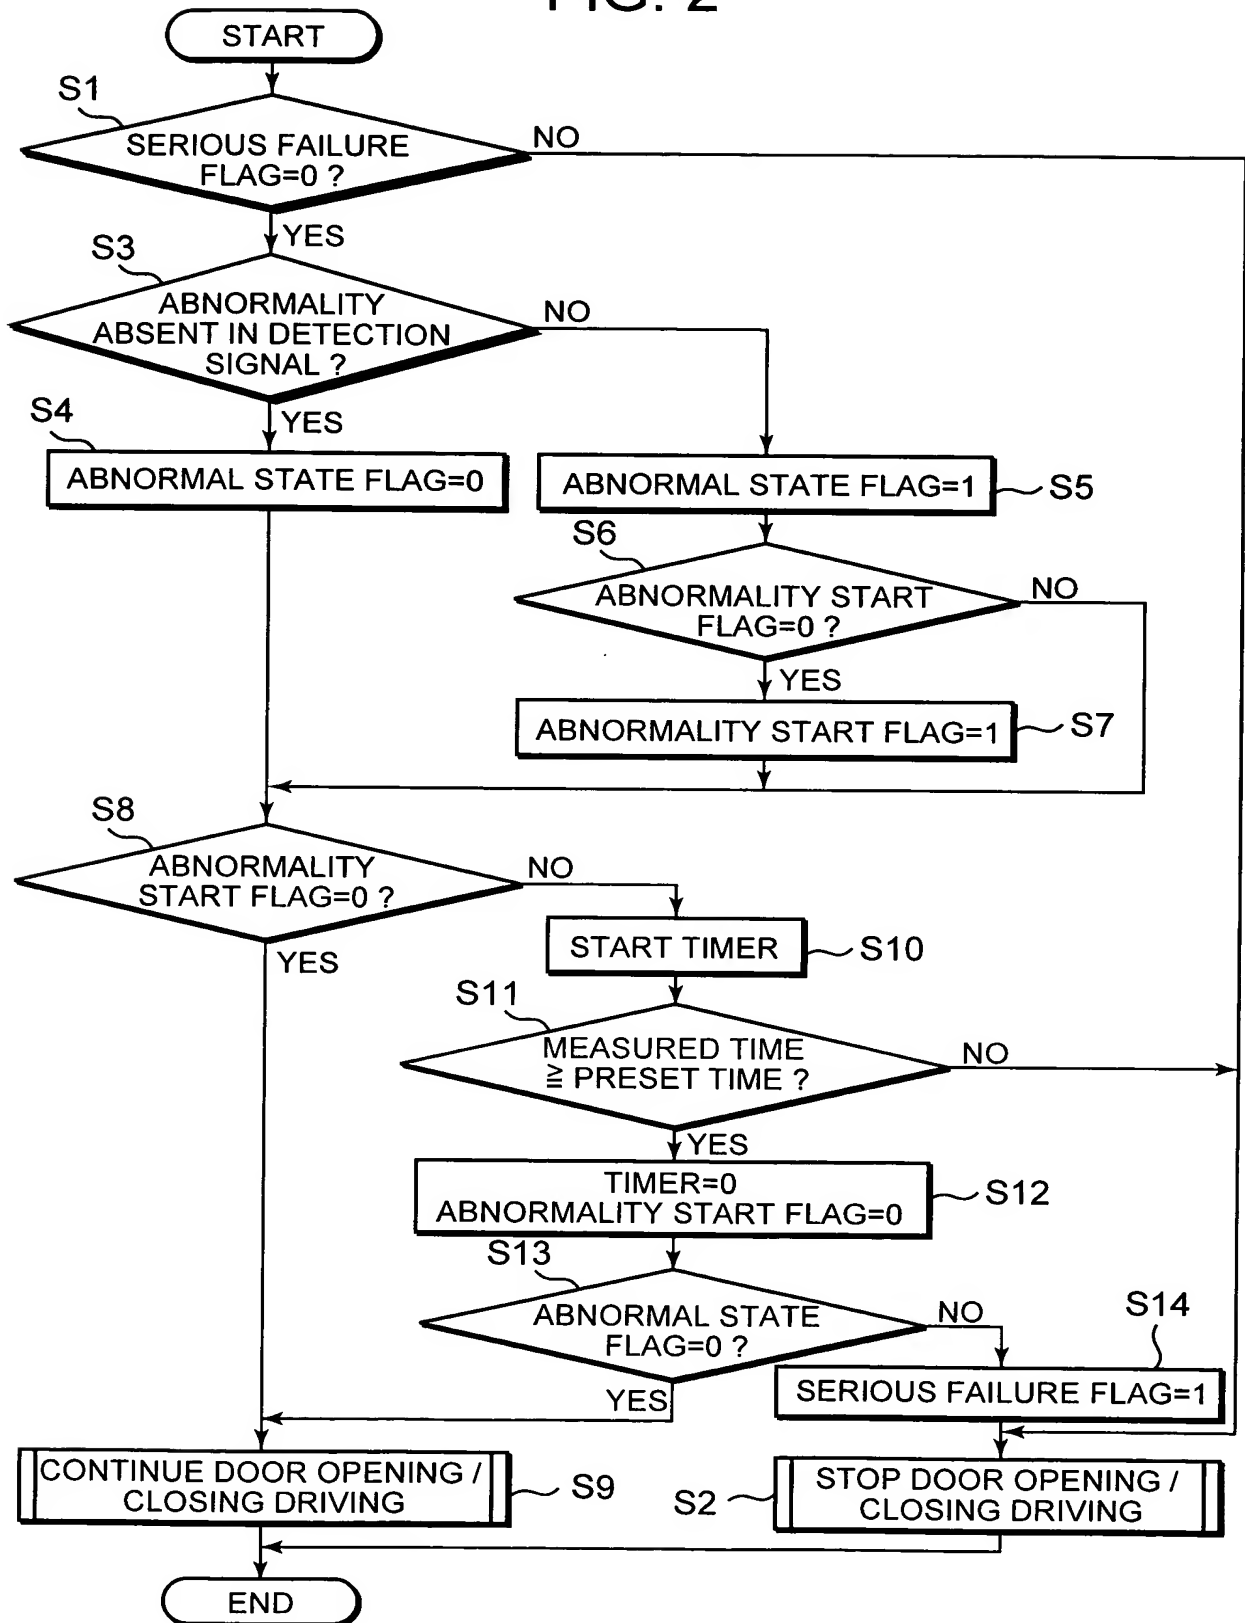 FIG. 2
START
S1
SERIOUS FAILURE
FLAG=0 ?
NO
YES
S3
ABNORMALITY
ABSENT IN DETECTION
SIGNAL ?
NO
YES
S4
ABNORMAL STATE FLAG=0
ABNORMAL STATE FLAG=1
S5
S6
ABNORMALITY START
FLAG=0 ?
NO
YES
ABNORMALITY START FLAG=1
S7
S8
ABNORMALITY
START FLAG=0 ?
NO
YES
START TIMER
S10
S11
MEASURED TIME
≧ PRESET TIME ?
NO
YES
TIMER=0
ABNORMALITY START FLAG=0
S12
S13
ABNORMAL STATE
FLAG=0 ?
NO
YES
S14
SERIOUS FAILURE FLAG=1
CONTINUE DOOR OPENING /
CLOSING DRIVING
S9
S2
STOP DOOR OPENING /
CLOSING DRIVING
END